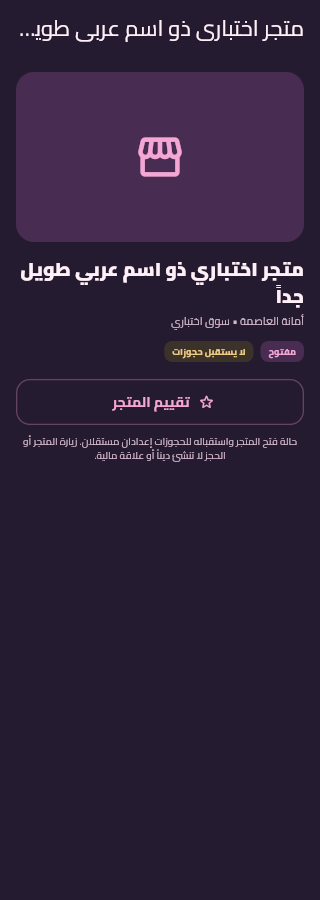 متجر اختباري ذو اسم عربي طويـ...
متجر اختباري ذو اسم عربي طويل
جداً
أمانة العاصمة • سوق اختباري
مفتوح
لا يستقبل حجوزات
تقييم المتجر
حالة فتح المتجر واستقباله للحجوزات إعدادان مستقلان. زيارة المتجر أو
الحجز لا تنشئ ديناً أو علاقة مالية.